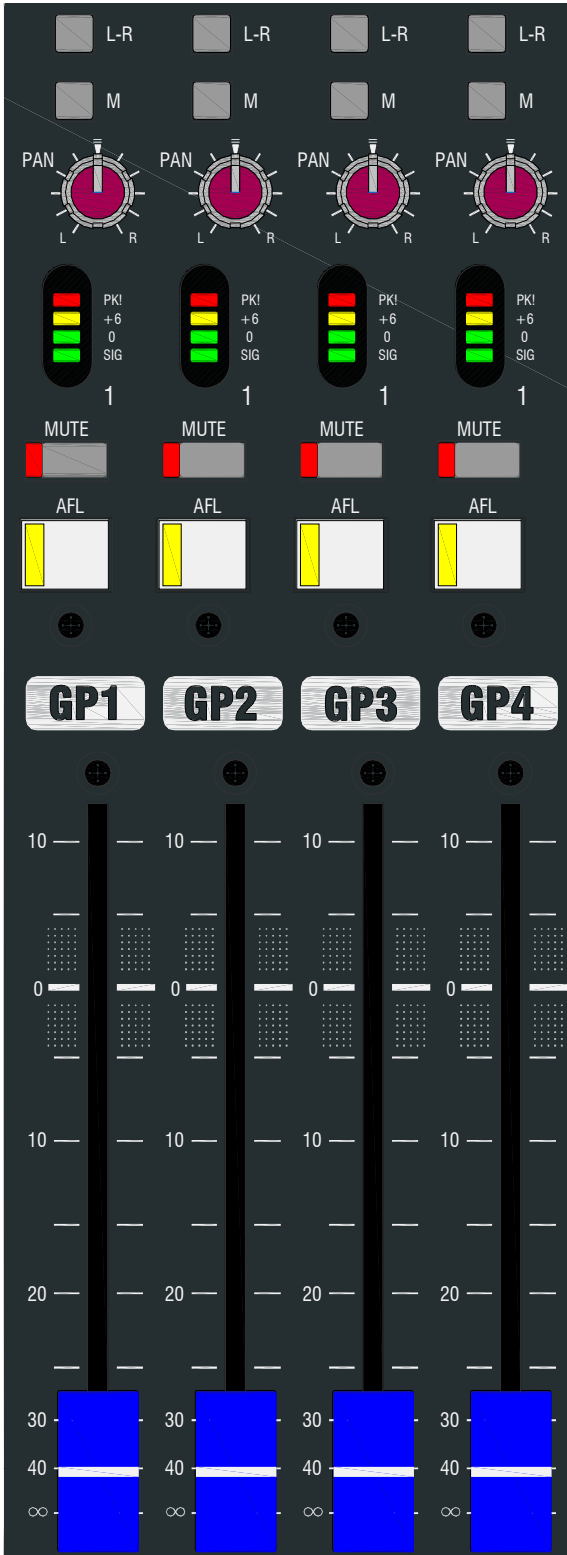 L-R L-R L-R L-R
M M M M
PAN PAN PAN PAN
L R L R L R L R
PK! PK! PK! PK!
+6 +6 +6 +6
0 0 0 0
SIG SIG SIG SIG
1 1 1 1
MUTE MUTE MUTE MUTE
AFL AFL AFL AFL
GP1 GP2 GP3 GP4
10 10 10 10
0 0 0 0
10 10 10 10
20 20 20 20
30 30 30 30
40 40 40 40
∞ ∞ ∞ ∞